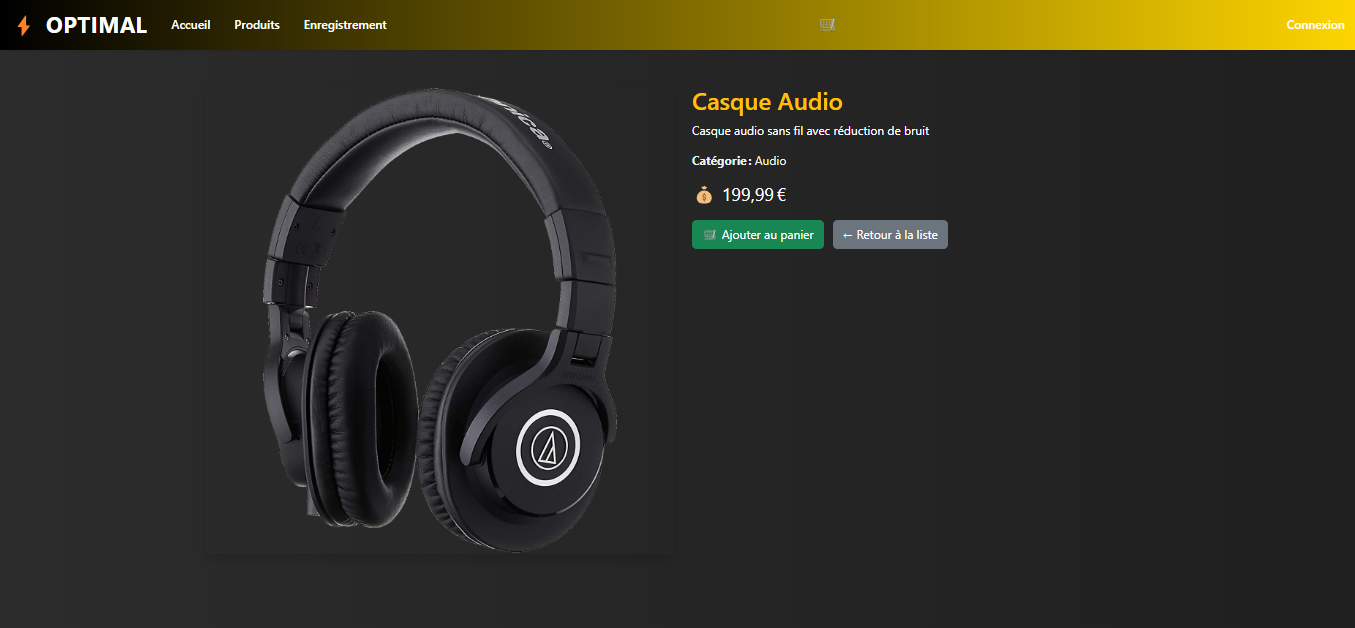 OPTIMAL Accueil Produits Enregistrement Connexion
Casque Audio
Casque audio sans fil avec réduction de bruit
Catégorie: Audio
199,99 €
Ajouter au panier ← Retour à la liste